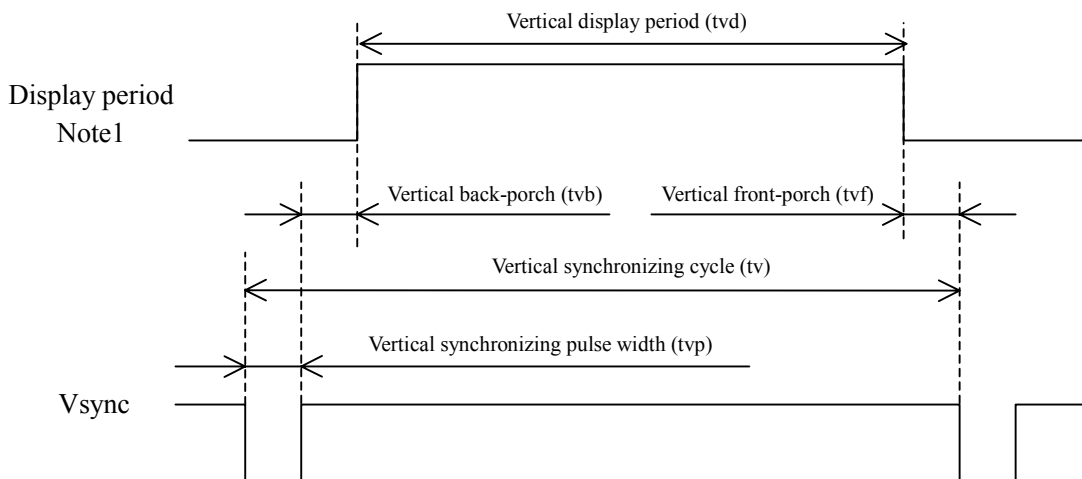 Vertical display period (tvd)
Display period
Note1
Vertical back-porch (tvb)
Vertical front-porch (tvf)
Vertical synchronizing cycle (tv)
Vertical synchronizing pulse width (tvp)
Vsync